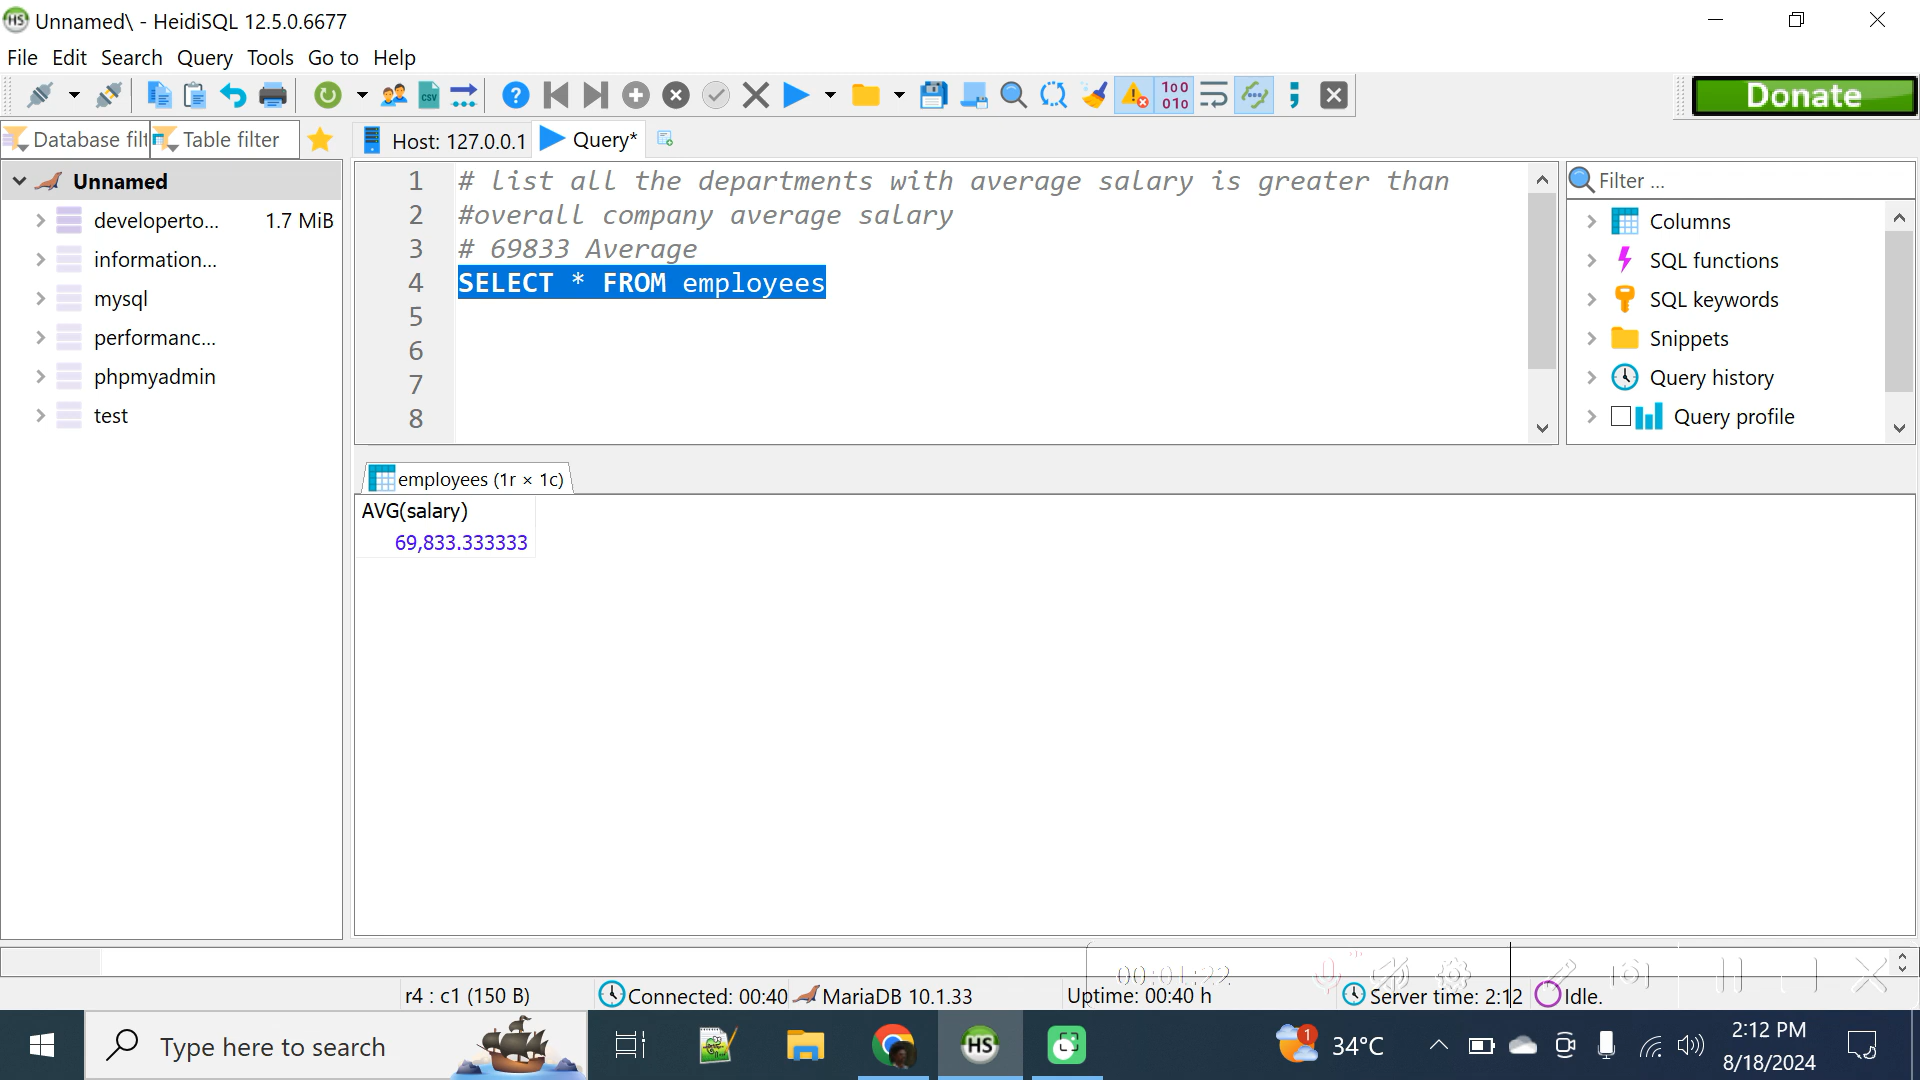 Unnamed\ - HeidiSQL 12.5.0.6677
File Edit Search Query Tools Go to Help
Donate
Database filt Table filter Host: 127.0.0.1 Query*
Unnamed
developerto... 1.7 MiB
information...
mysql
performanc...
phpmyadmin
test
1 # list all the departments with average salary is greater than
2 #overall company average salary
3 # 69833 Average
4 SELECT * FROM employees
5
6
7
8
Filter ...
Columns
SQL functions
SQL keywords
Snippets
Query history
Query profile
employees (1r × 1c)
AVG(salary)
69,833.333333
00:01:22
r4 : c1 (150 B) Connected: 00:40 MariaDB 10.1.33 Uptime: 00:40 h Server time: 2:12 Idle.
Type here to search
HS
1
34°C
2:12 PM
8/18/2024